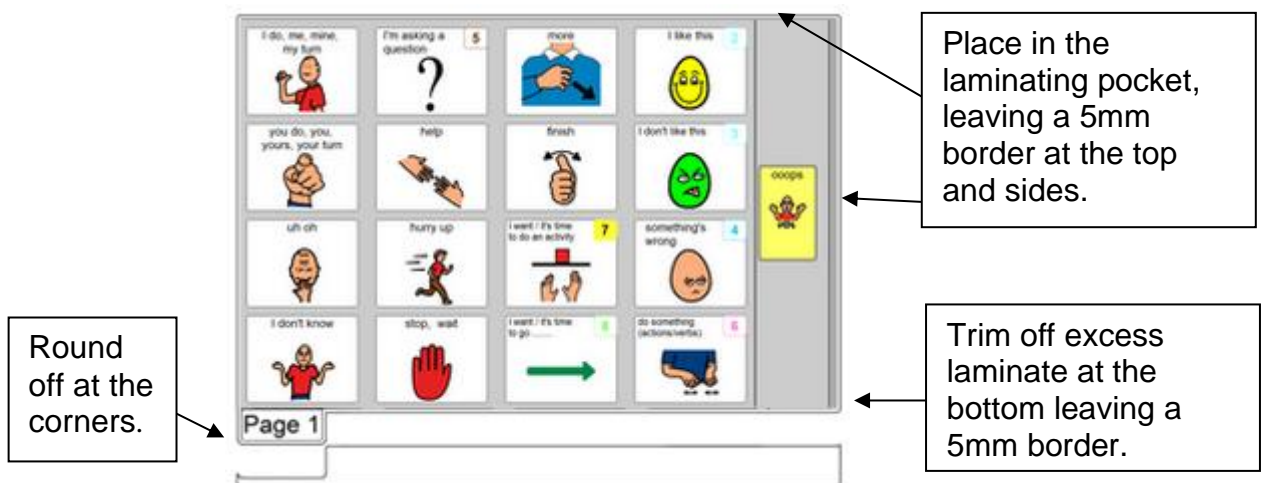 I do, me, mine,
my turn
I'm asking a
question
5
more
I like this
2
you do, you,
yours, your turn
help
finish
I don't like this
3
ooops
uh oh
hurry up
I want / it's time
to do an activity
7
something's
wrong
4
I don't know
stop, wait
I want / it's time
to go
8
do something
(actions/verbs)
6
Page 1
Place in the
laminating pocket,
leaving a 5mm
border at the top
and sides.
Round
off at the
corners.
Trim off excess
laminate at the
bottom leaving a
5mm border.